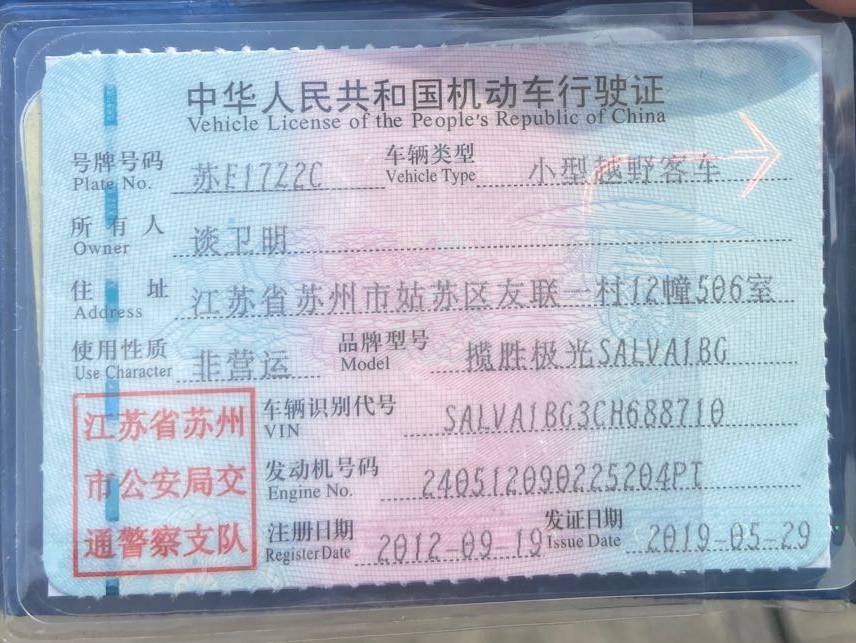 中华人民共和国机动车行驶证
Vehicle License of the People's Republic of China
号牌号码 苏E17Z2C 车辆类型 小型越野客车
Plate No. Vehicle Type
所有人 谈卫明
Owner
住址 江苏省苏州市姑苏区友联一村12幢506室
Address
使用性质 非营运 品牌型号 揽胜极光SALVA1BG
Use Character Model
江苏省苏州
市公安局交
通警察支队
车辆识别代号 SALVA1BG3CH688710
VIN
发动机号码 240512090225204PT
Engine No.
注册日期 2012-09-19 发证日期 2019-05-29
Register Date Issue Date